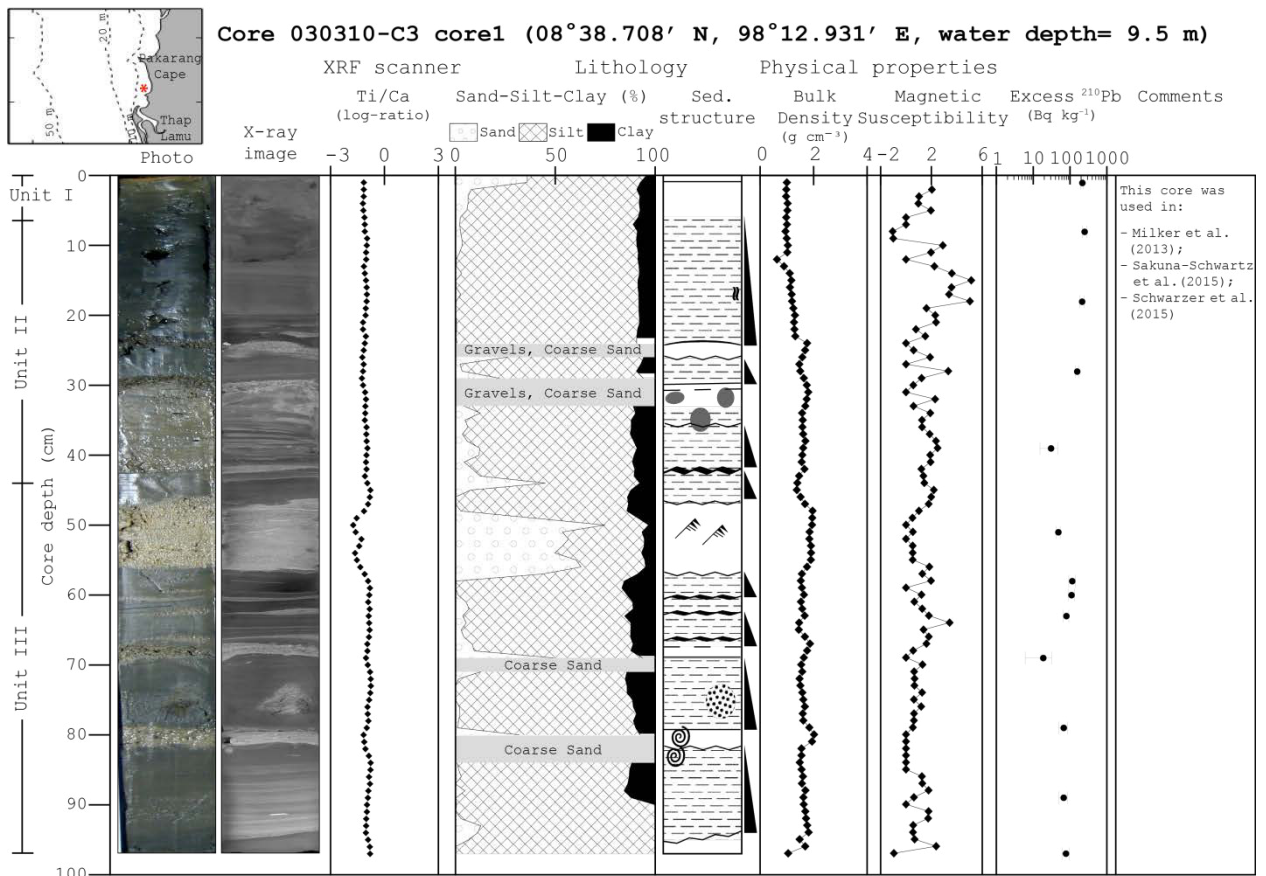 Core 030310-C3 core1 (08°38.708′ N, 98°12.931′ E, water depth= 9.5 m)
20 m
Pakarang
Cape
50 m
Thap
Lamu
XRF scanner
Lithology
Physical properties
Photo
X-ray
image
Ti/Ca
(log-ratio)
Sand-Silt-Clay (%)
Sand
Silt
Clay
Sed.
structure
Bulk
Density
(g cm⁻³)
Magnetic
Susceptibility
Excess ²¹⁰Pb
(Bq kg⁻¹)
Comments
−3 0 3
0 50 100
0 2 4
−2 2 6
1 10 100 1000
0
10
20
30
40
50
60
70
80
90
100
Core depth (cm)
Unit I
Unit II
Unit III
Gravels, Coarse Sand
Gravels, Coarse Sand
Coarse Sand
Coarse Sand
This core was
used in:
– Milker et al.
(2013);
– Sakuna-Schwartz
et al.(2015);
– Schwarzer et al.
(2015)